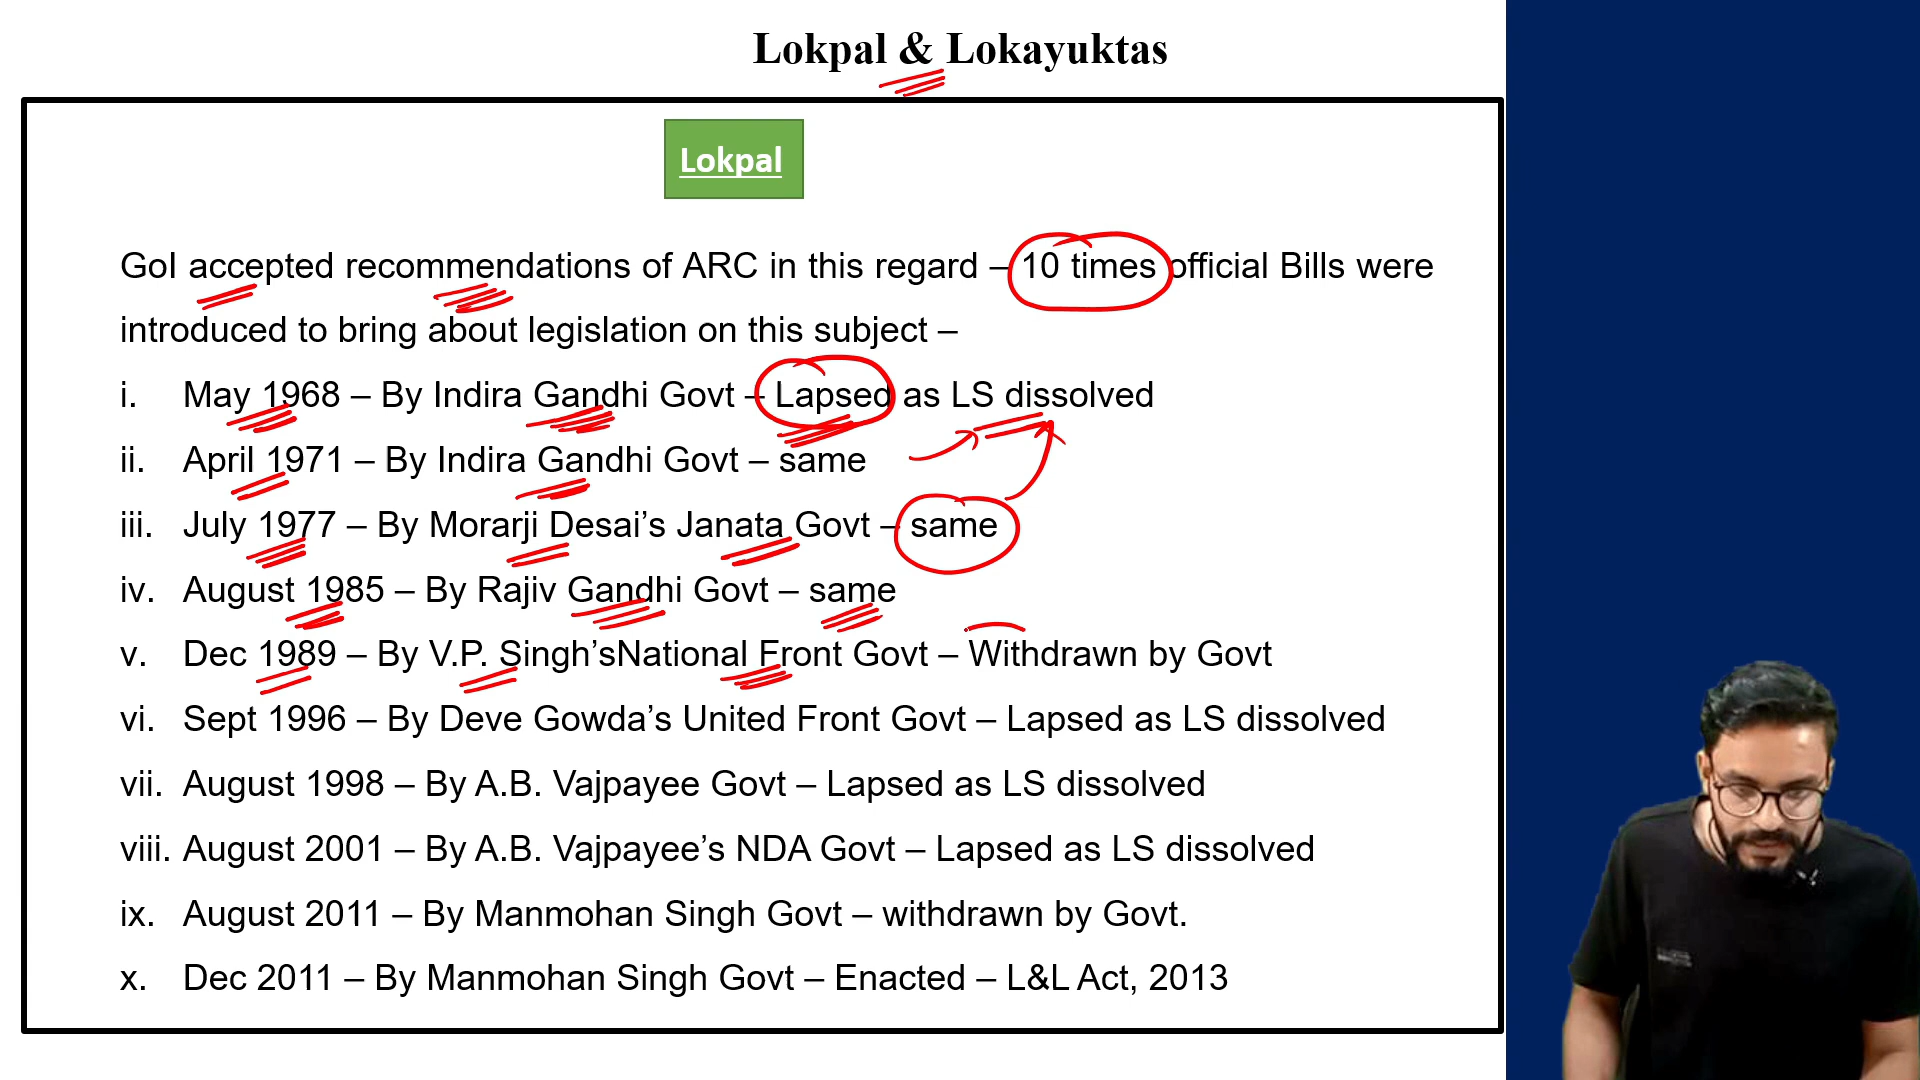 Lokpal & Lokayuktas
Lokpal
GoI accepted recommendations of ARC in this regard – 10 times official Bills were
introduced to bring about legislation on this subject –
i. May 1968 – By Indira Gandhi Govt – Lapsed as LS dissolved
ii. April 1971 – By Indira Gandhi Govt – same
iii. July 1977 – By Morarji Desai’s Janata Govt – same
iv. August 1985 – By Rajiv Gandhi Govt – same
v. Dec 1989 – By V.P. Singh’sNational Front Govt – Withdrawn by Govt
vi. Sept 1996 – By Deve Gowda’s United Front Govt – Lapsed as LS dissolved
vii. August 1998 – By A.B. Vajpayee Govt – Lapsed as LS dissolved
viii. August 2001 – By A.B. Vajpayee’s NDA Govt – Lapsed as LS dissolved
ix. August 2011 – By Manmohan Singh Govt – withdrawn by Govt.
x. Dec 2011 – By Manmohan Singh Govt – Enacted – L&L Act, 2013